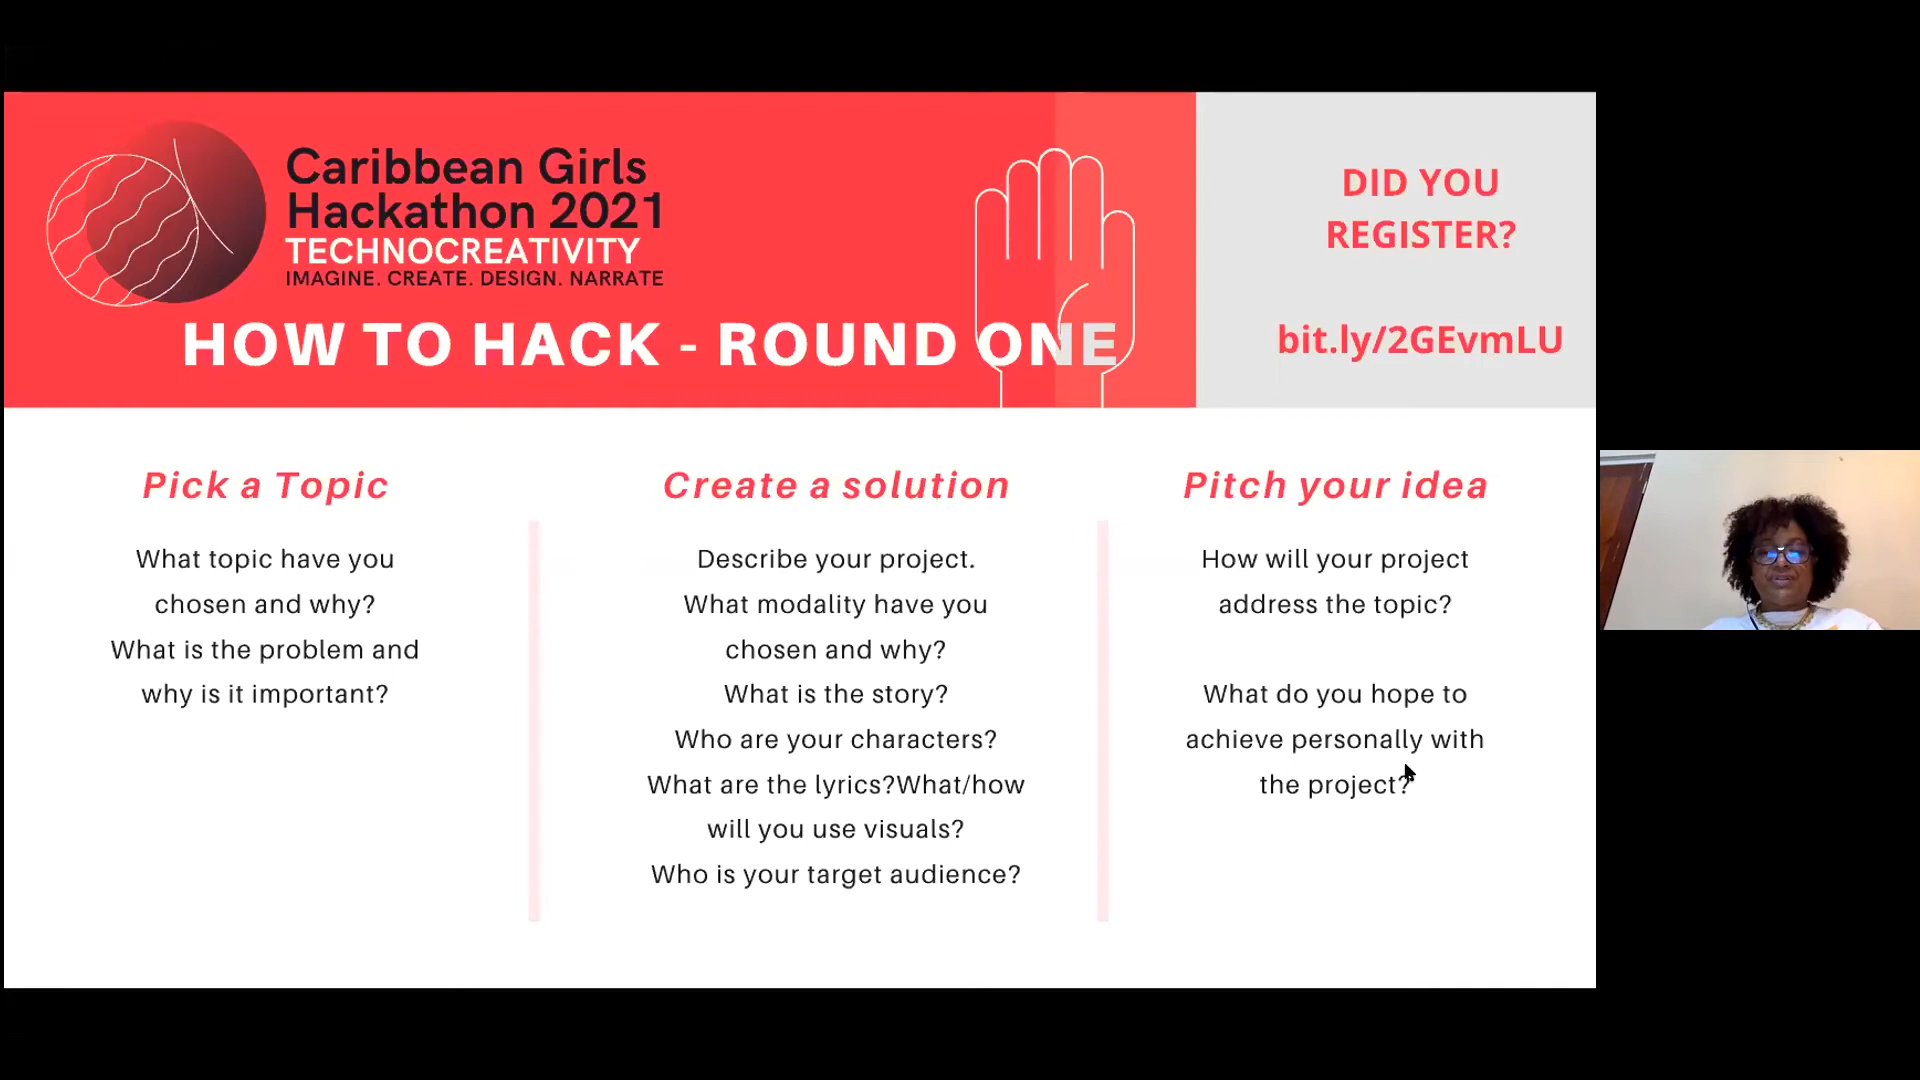 Caribbean Girls
Hackathon 2021
TECHNOCREATIVITY
IMAGINE. CREATE. DESIGN. NARRATE
HOW TO HACK - ROUND ONE
DID YOU
REGISTER?
bit.ly/2GEvmLU
Pick a Topic
What topic have you
chosen and why?
What is the problem and
why is it important?
Create a solution
Describe your project.
What modality have you
chosen and why?
What is the story?
Who are your characters?
What are the lyrics?What/how
will you use visuals?
Who is your target audience?
Pitch your idea
How will your project
address the topic?
What do you hope to
achieve personally with
the project?